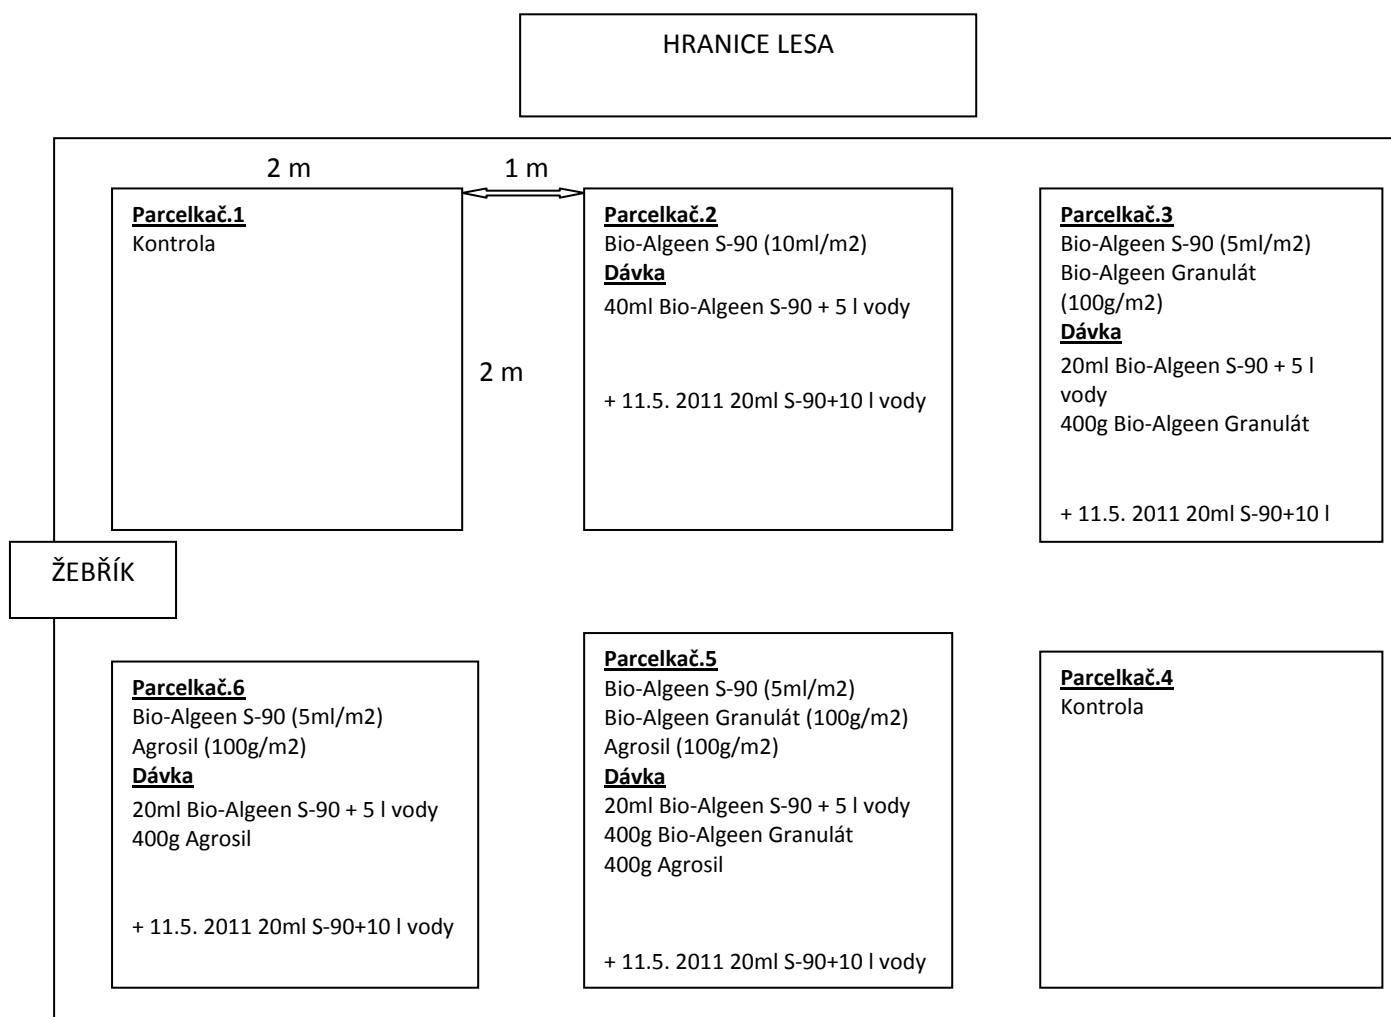 HRANICE LESA
2 m
1 m
Parcelkač.1
Kontrola
2 m
Parcelkač.2
Bio-Algeen S-90 (10ml/m2)
Dávka
40ml Bio-Algeen S-90 + 5 l vody
+ 11.5. 2011 20ml S-90+10 l vody
Parcelkač.3
Bio-Algeen S-90 (5ml/m2)
Bio-Algeen Granulát
(100g/m2)
Dávka
20ml Bio-Algeen S-90 + 5 l
vody
400g Bio-Algeen Granulát
+ 11.5. 2011 20ml S-90+10 l
ŽEBŘÍK
Parcelkač.6
Bio-Algeen S-90 (5ml/m2)
Agrosil (100g/m2)
Dávka
20ml Bio-Algeen S-90 + 5 l vody
400g Agrosil
+ 11.5. 2011 20ml S-90+10 l vody
Parcelkač.5
Bio-Algeen S-90 (5ml/m2)
Bio-Algeen Granulát (100g/m2)
Agrosil (100g/m2)
Dávka
20ml Bio-Algeen S-90 + 5 l vody
400g Bio-Algeen Granulát
400g Agrosil
+ 11.5. 2011 20ml S-90+10 l vody
Parcelkač.4
Kontrola